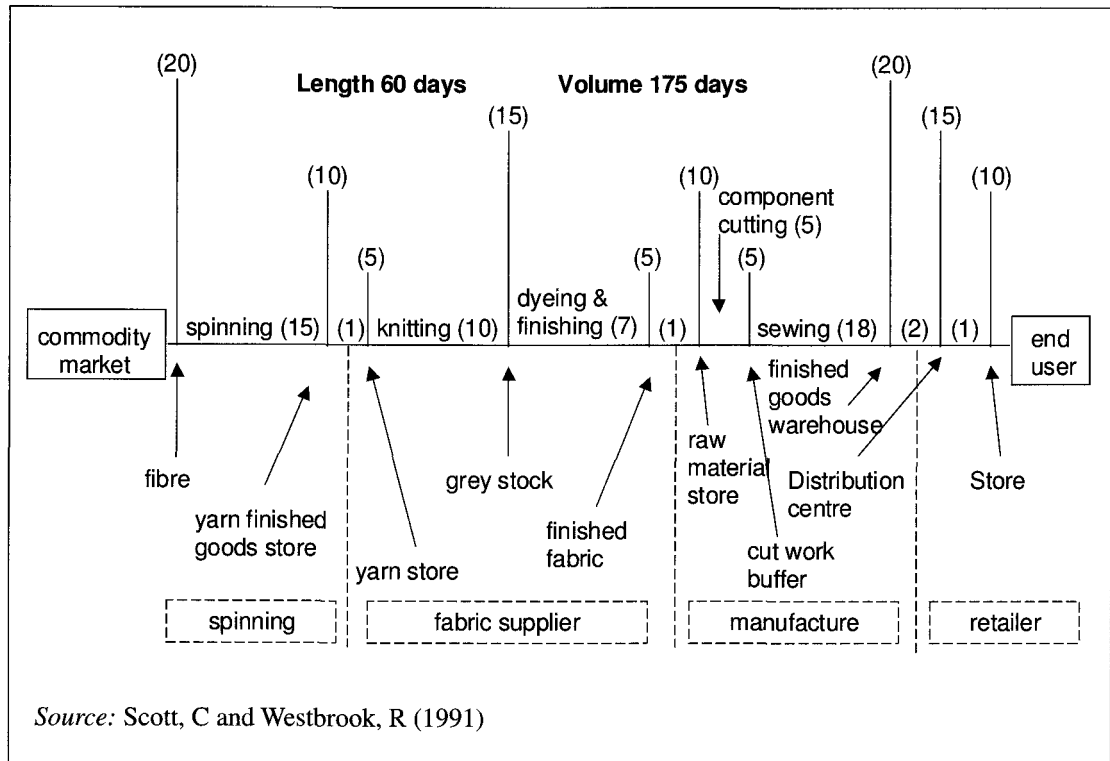 (20)
Length 60 days
Volume 175 days
(20)
(15)
(15)
(10)
(10)
component
cutting (5)
(10)
(5)
(5)
(5)
dyeing &
finishing (7)
commodity
market
spinning (15)
(1)
knitting (10)
(1)
sewing (18)
(2)
(1)
end
user
finished
goods
warehouse
fibre
yarn finished
goods store
yarn store
grey stock
finished
fabric
raw
material
store
cut work
buffer
Distribution
centre
Store
spinning
fabric supplier
manufacture
retailer
Source: Scott, C and Westbrook, R (1991)